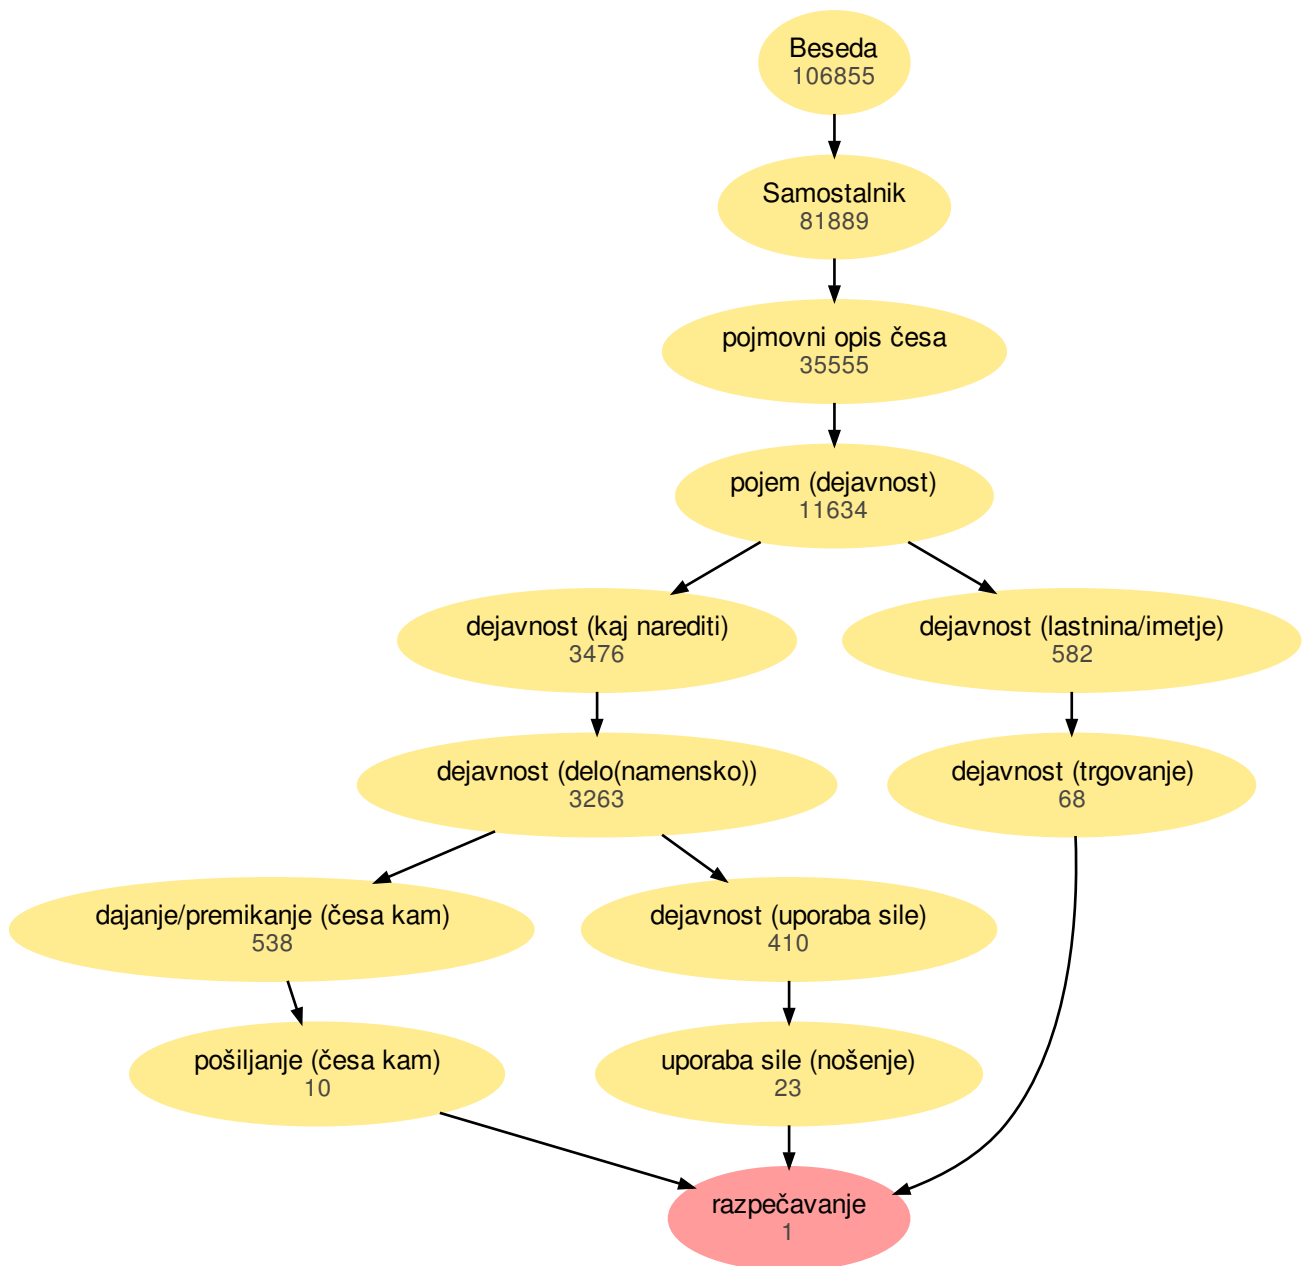 Beseda
106855
Samostalnik
81889
pojmovni opis česa
35555
pojem (dejavnost)
11634
dejavnost (kaj narediti)
3476
dejavnost (lastnina/imetje)
582
dejavnost (delo(namensko))
3263
dejavnost (trgovanje)
68
dajanje/premikanje (česa kam)
538
dejavnost (uporaba sile)
410
pošiljanje (česa kam)
10
uporaba sile (nošenje)
23
razpečavanje
1